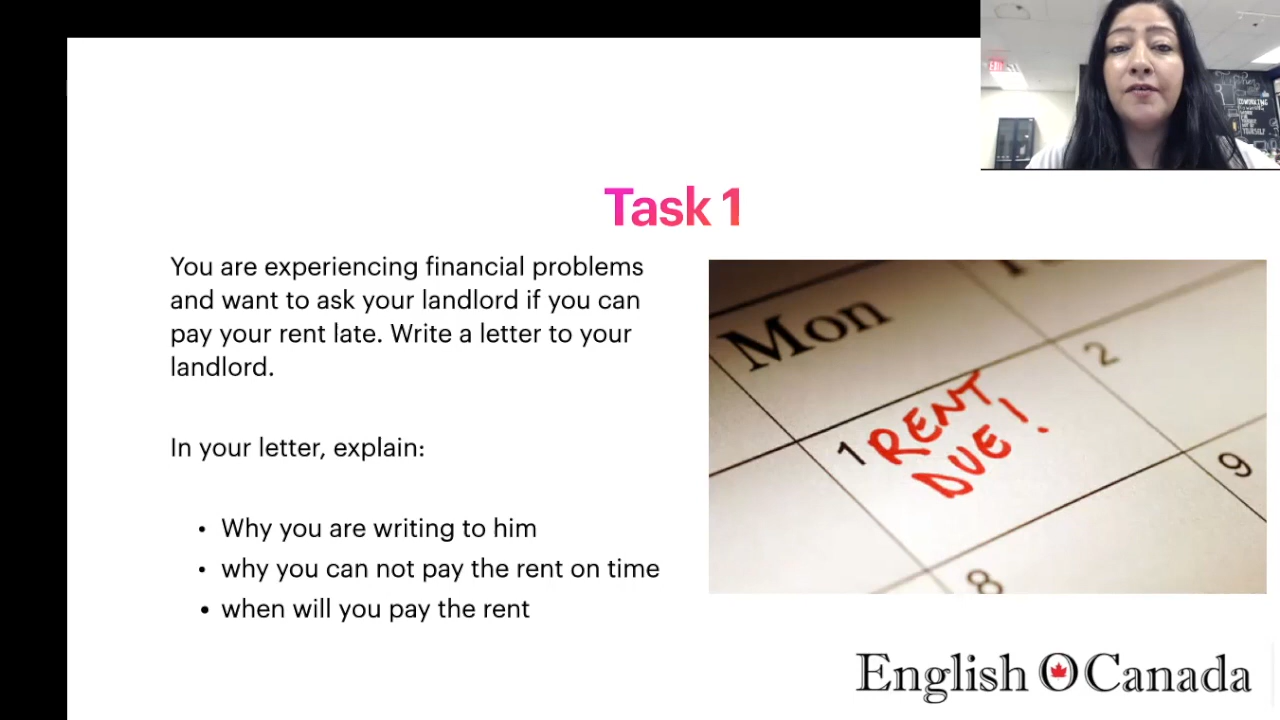 Task 1
You are experiencing financial problems
and want to ask your landlord if you can
pay your rent late. Write a letter to your
landlord.
In your letter, explain:
• Why you are writing to him
• why you can not pay the rent on time
• when will you pay the rent
Mon
2
1 RENT
DUE!
9
8
English Canada
EXIT
COWORKING
YOURSELF